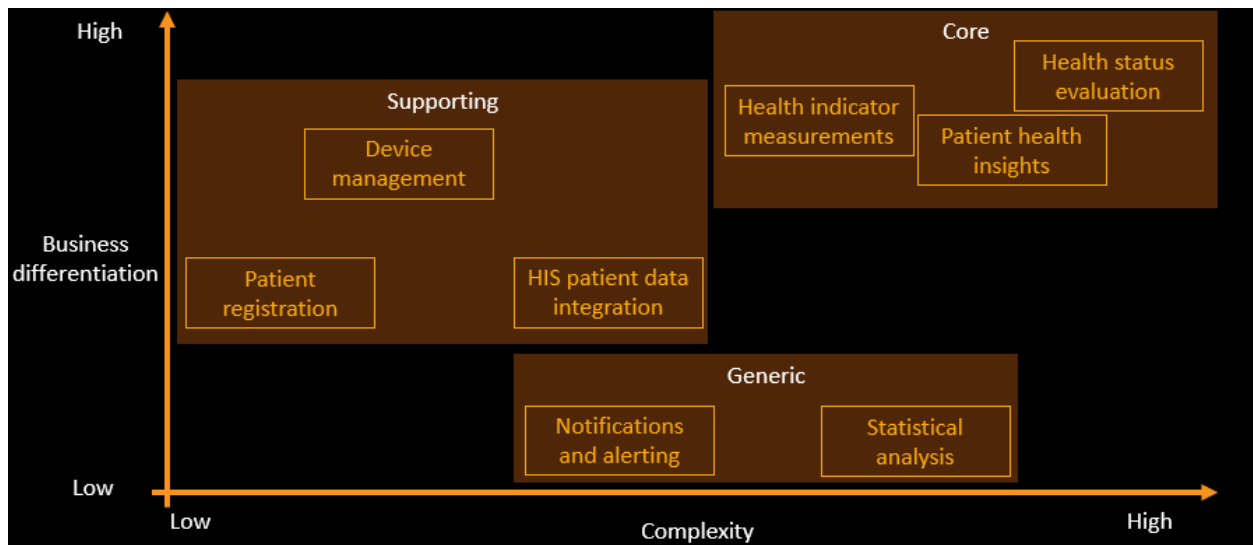 High
Core
Health status
evaluation
Supporting
Health indicator
measurements
Patient health
insights
Device
management
Business
differentiation
Patient
registration
HIS patient data
integration
Generic
Notifications
and alerting
Statistical
analysis
Low
Low
Complexity
High